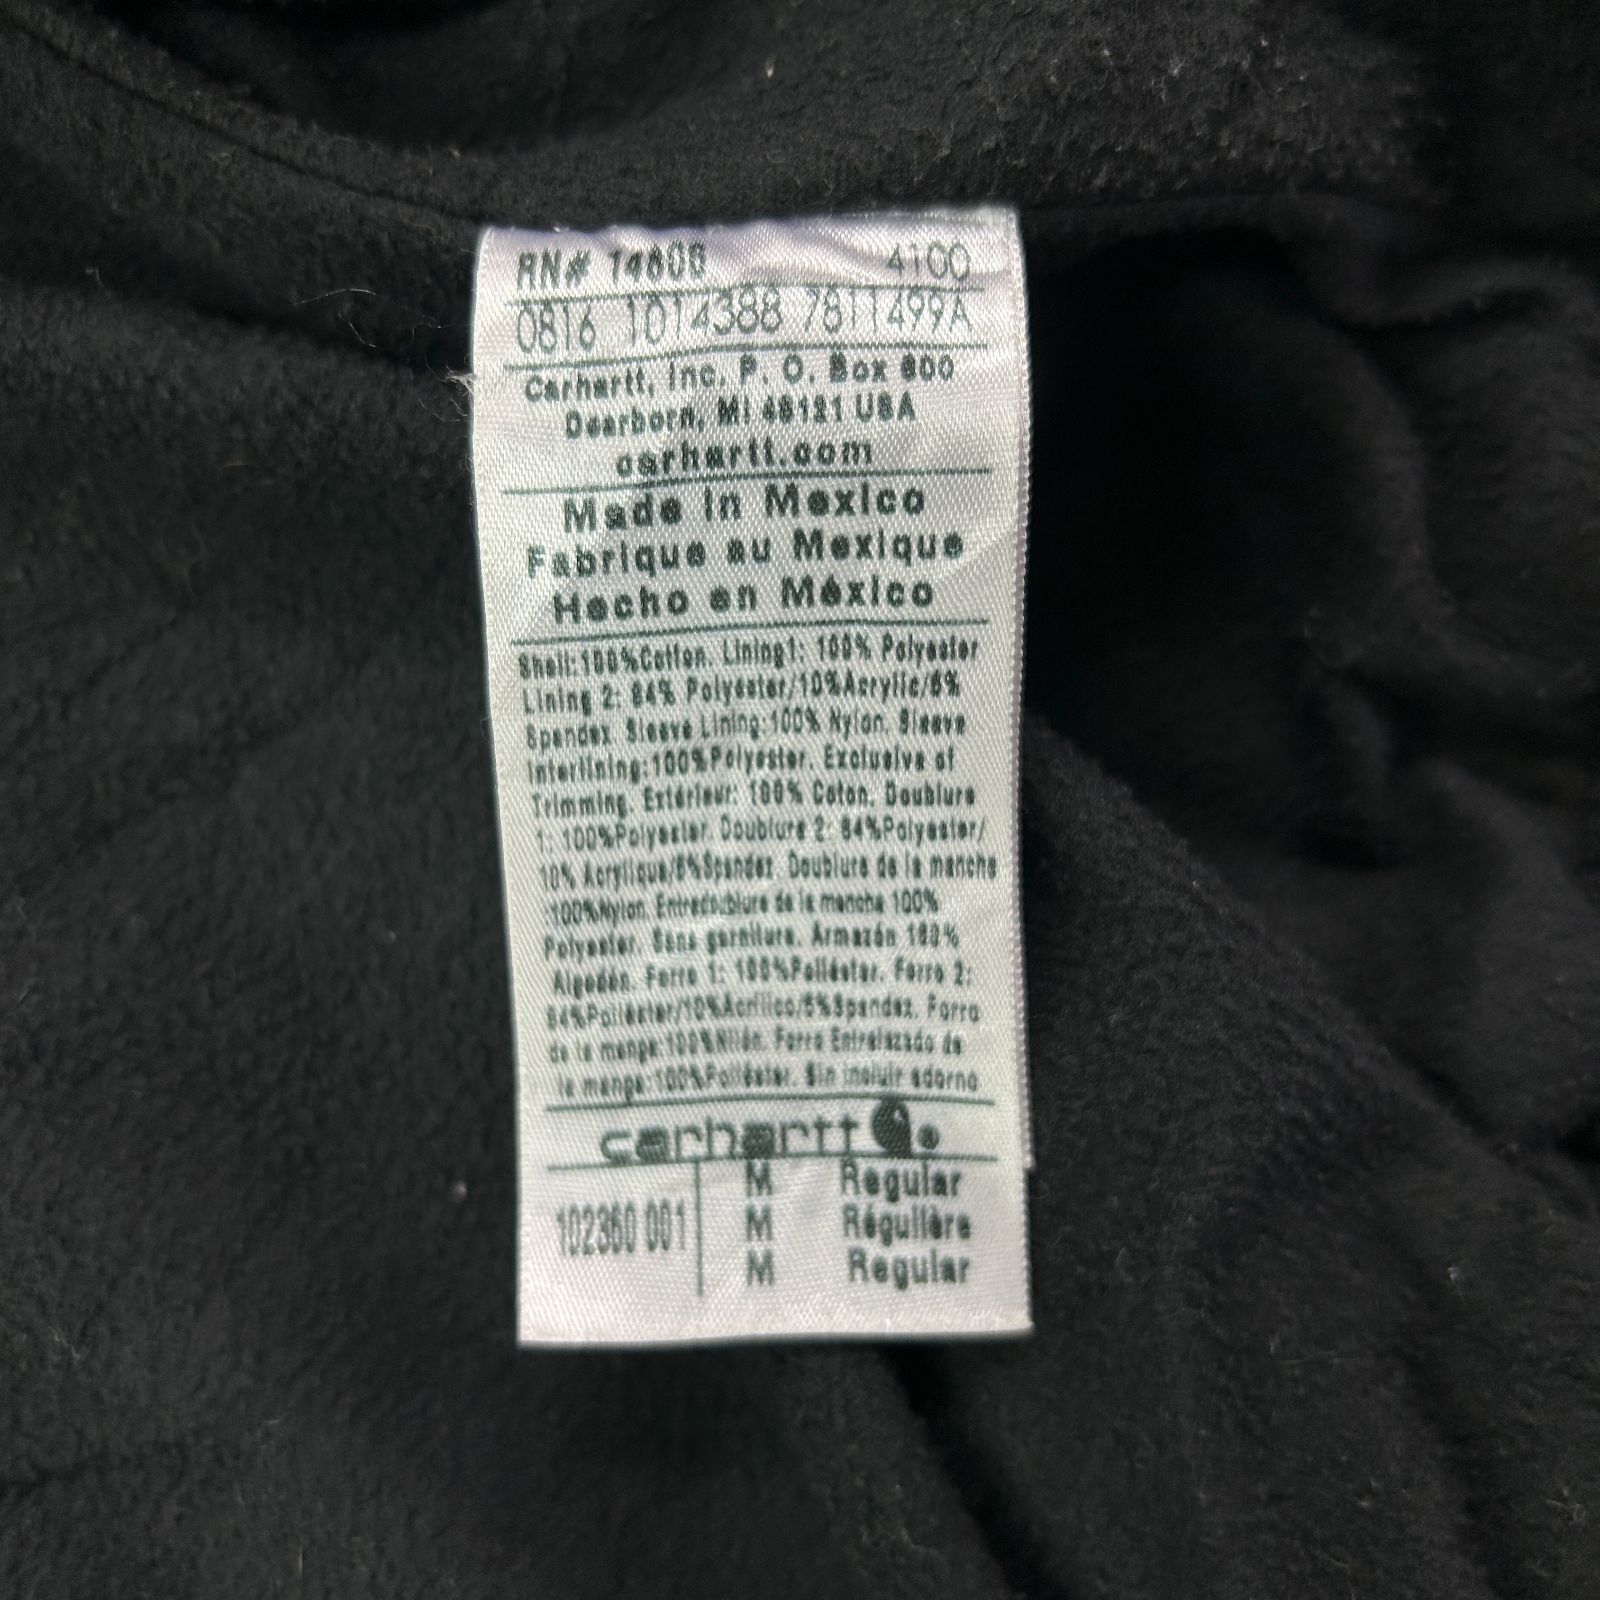 RN# 14806 4100
0816 1014388 7811499A
Carhartt, Inc. P. O. Box 600
Dearborn, MI 48121 USA
carhartt.com
Made in Mexico
Fabrique au Mexique
Hecho en México
Shell:100%Cotton. Lining1: 100% Polyester
Lining 2: 84% Polyester/10%Acrylic/6%
Spandex Sleeve Lining:100% Nylon. Sleeve
Interlining:100%Polyester. Exclusive of
Trimming. Extérieur: 100% Coton. Doublure
1: 100%Polyester. Doublure 2: 84%Polyester/
10% Acrylique/6%Spandex. Doublure de la manche
:100%Nylon. Entredoublure de la manche 100%
Polyester. Sans garniture. Armazón 100%
Algodón. Forro 1: 100%Poliéster. Forro 2:
84%Poliéster/10%Acrílico/6%Spandex. Forro
de la manga:100%Nilón. Forro Entrelazado de
la manga:100%Poliéster. Sin incluir adorno
carhartt ®
102360 001
M Regular
M Régulière
M Regular